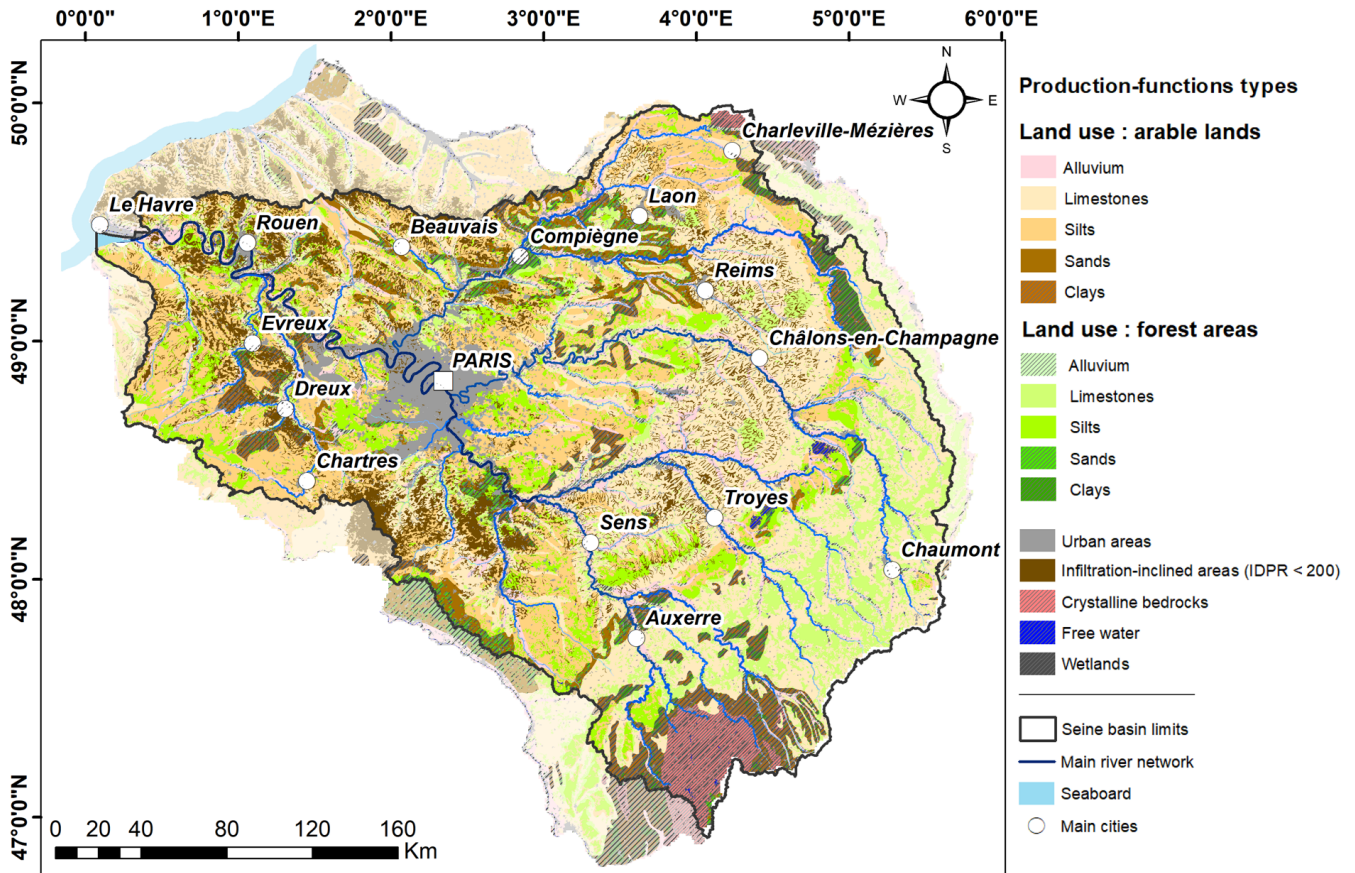 0°0'0"E 1°0'0"E 2°0'0"E 3°0'0"E 4°0'0"E 5°0'0"E 6°0'0"E
50°0'0"N
49°0'0"N
48°0'0"N
47°0'0"N
N
W E
S
Charleville-Mézières
Le Havre
Rouen
Beauvais
Laon
Compiègne
Reims
Evreux
Châlons-en-Champagne
PARIS
Dreux
Chartres
Troyes
Sens
Chaumont
Auxerre
0 20 40 80 120 160
Km
Production-functions types
Land use : arable lands
Alluvium
Limestones
Silts
Sands
Clays
Land use : forest areas
Alluvium
Limestones
Silts
Sands
Clays
Urban areas
Infiltration-inclined areas (IDPR < 200)
Crystalline bedrocks
Free water
Wetlands
Seine basin limits
Main river network
Seaboard
Main cities